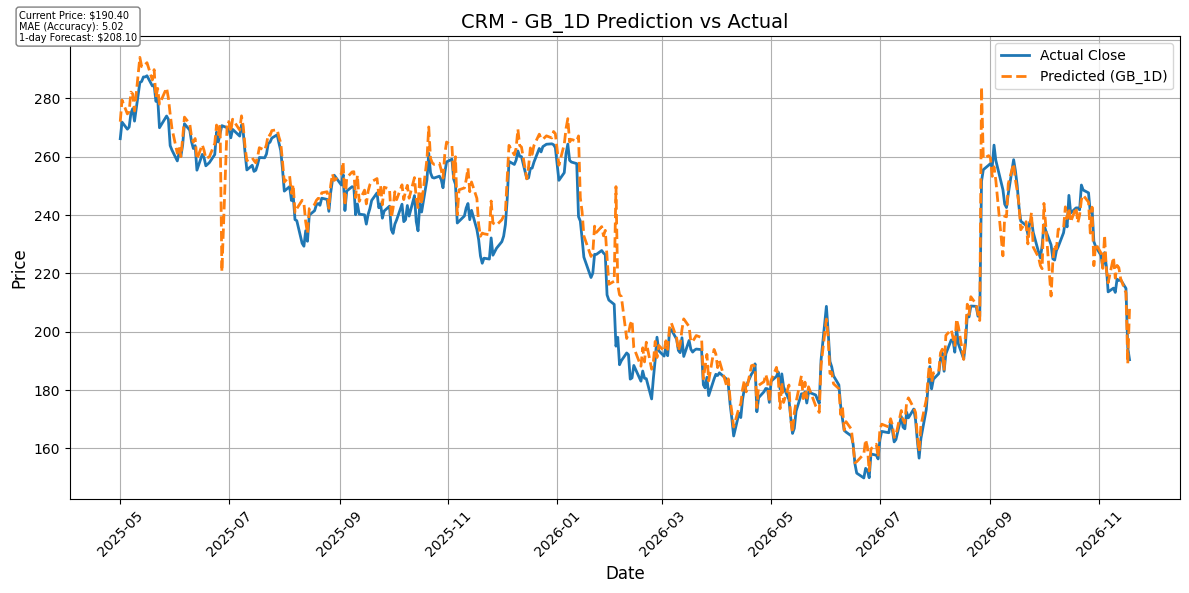 Current Price: $190.40
MAE (Accuracy): 5.02
1-day Forecast: $208.10
CRM - GB_1D Prediction vs Actual
Actual Close
Predicted (GB_1D)
280
260
240
220
200
180
160
Price
2025-05
2025-07
2025-09
2025-11
2026-01
2026-03
2026-05
2026-07
2026-09
2026-11
Date